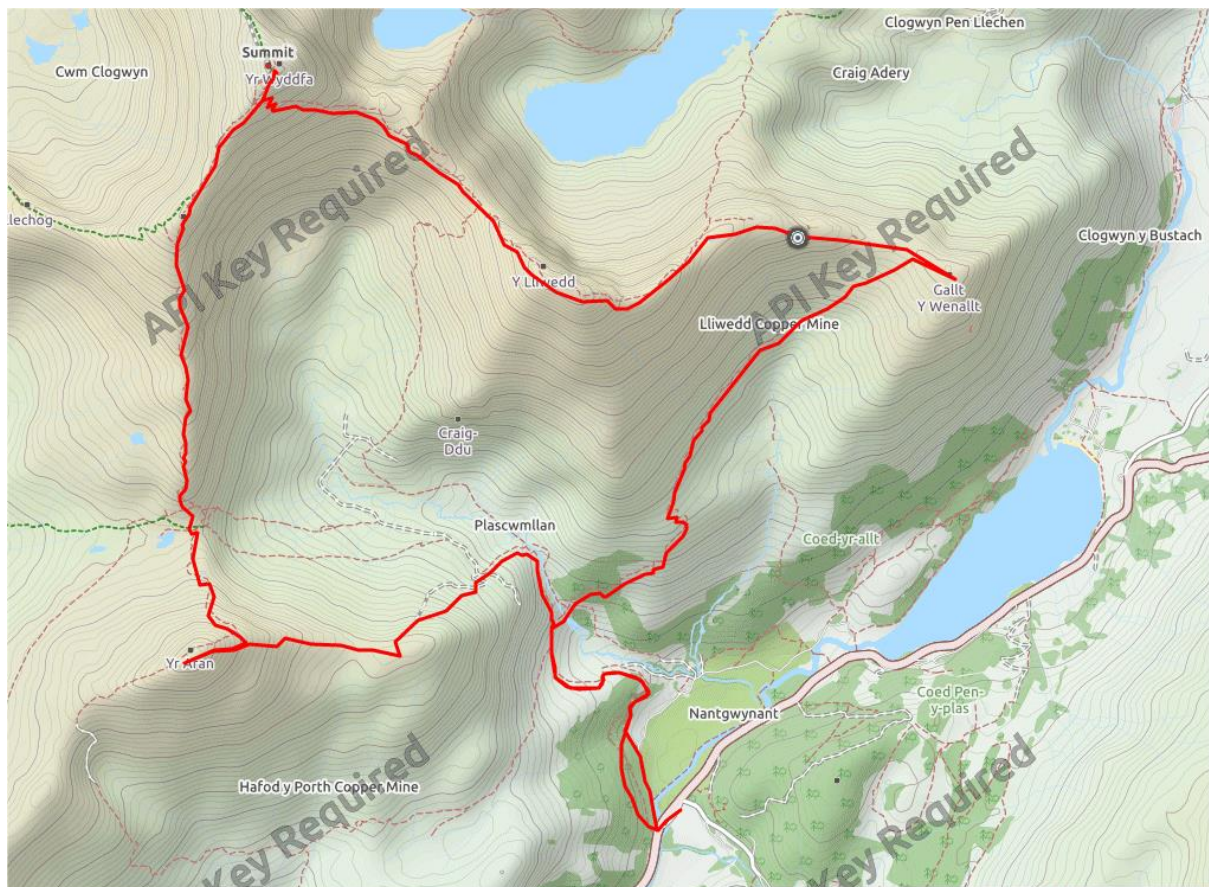 Clogwyn Pen Llechen
Summit
Yr Wyddfa
Cwm Clogwyn
Craig Adery
API Key Required
API Key Required
Llechog
Clogwyn y Bustach
Y Lliwedd
Gallt
Y Wenallt
Lliwedd Copper Mine
API Key Required
Craig-
Ddu
Plascwmllan
Coed-yr-allt
Yr Aran
Coed Pen-
y-plas
Nantgwynant
Hafod y Porth Copper Mine
Key Required
Key Required